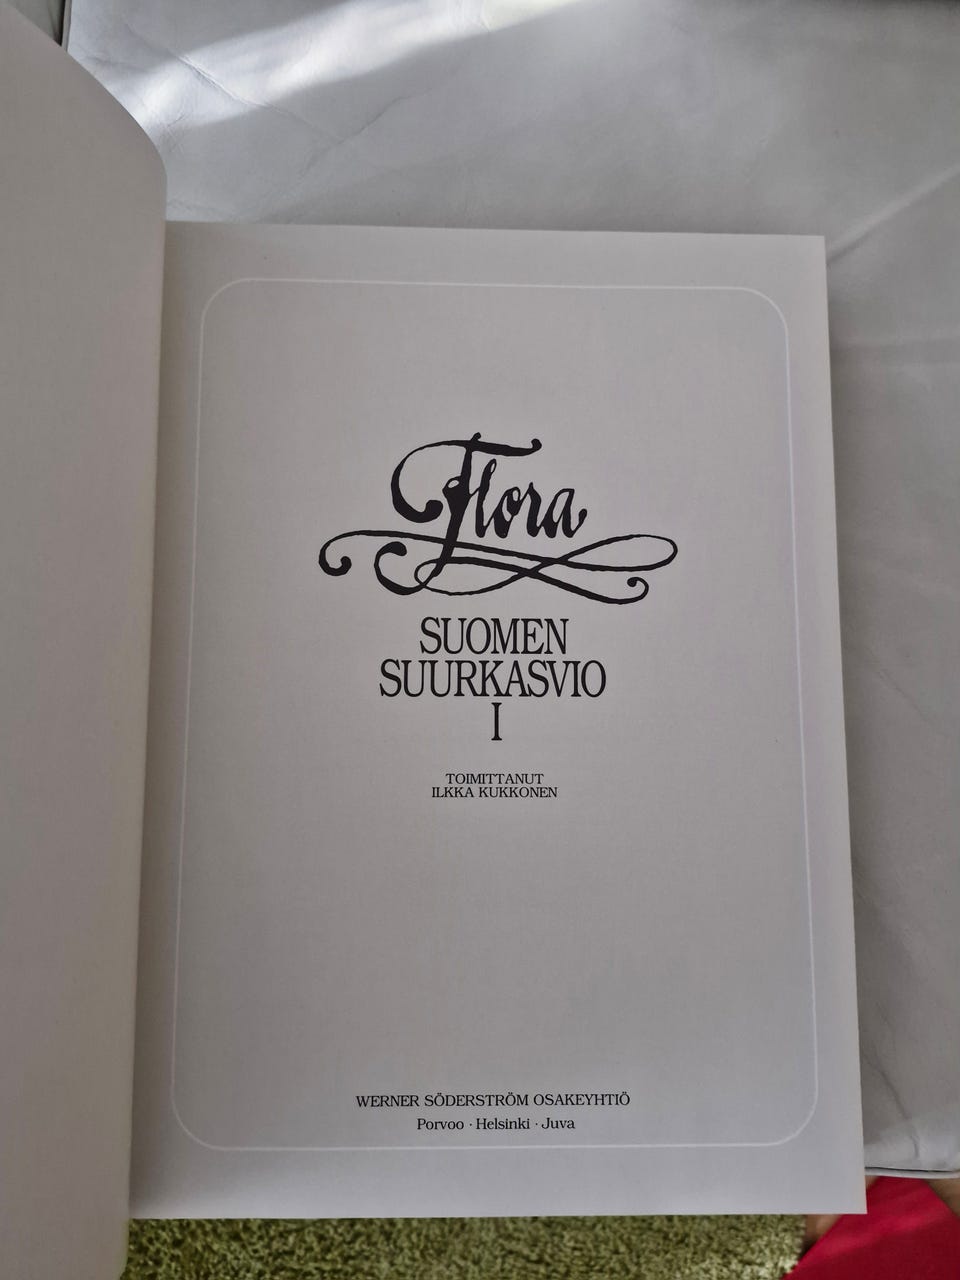 Flora
SUOMEN
SUURKASVIO
I
TOIMITTANUT
ILKKA KUKKONEN
WERNER SÖDERSTRÖM OSAKEYHTIÖ
Porvoo · Helsinki · Juva